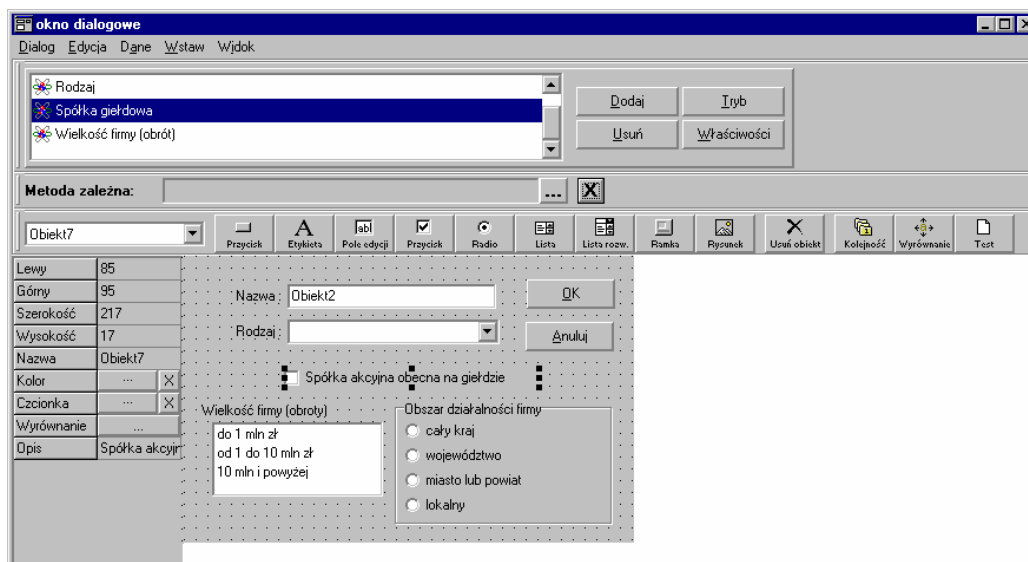 okno dialogowe
Dialog Edycja Dane Wstaw Widok
Rodzaj
Spółka giełdowa
Wielkość firmy (obrót)
Dodaj
Tryb
Usuń
Właściwości
Metoda zależna:
...
X
Obiekt7
Przycisk
A
Etykieta
abl
Pole edycji
Przycisk
Radio
Lista
Lista rozw.
Ramka
Rysunek
Usuń obiekt
Kolejność
Wyrównanie
Test
Lewy 85
Górny 95
Szerokość 217
Wysokość 17
Nazwa Obiekt7
Kolor ... X
Czcionka ... X
Wyrównanie ...
Opis Spółka akcyjn
Nazwa : Obiekt2
OK
Rodzaj :
Anuluj
Spółka akcyjna obecna na giełdzie
Wielkość firmy (obroty)
do 1 mln zł
od 1 do 10 mln zł
10 mln i powyżej
Obszar działalności firmy
cały kraj
województwo
miasto lub powiat
lokalny